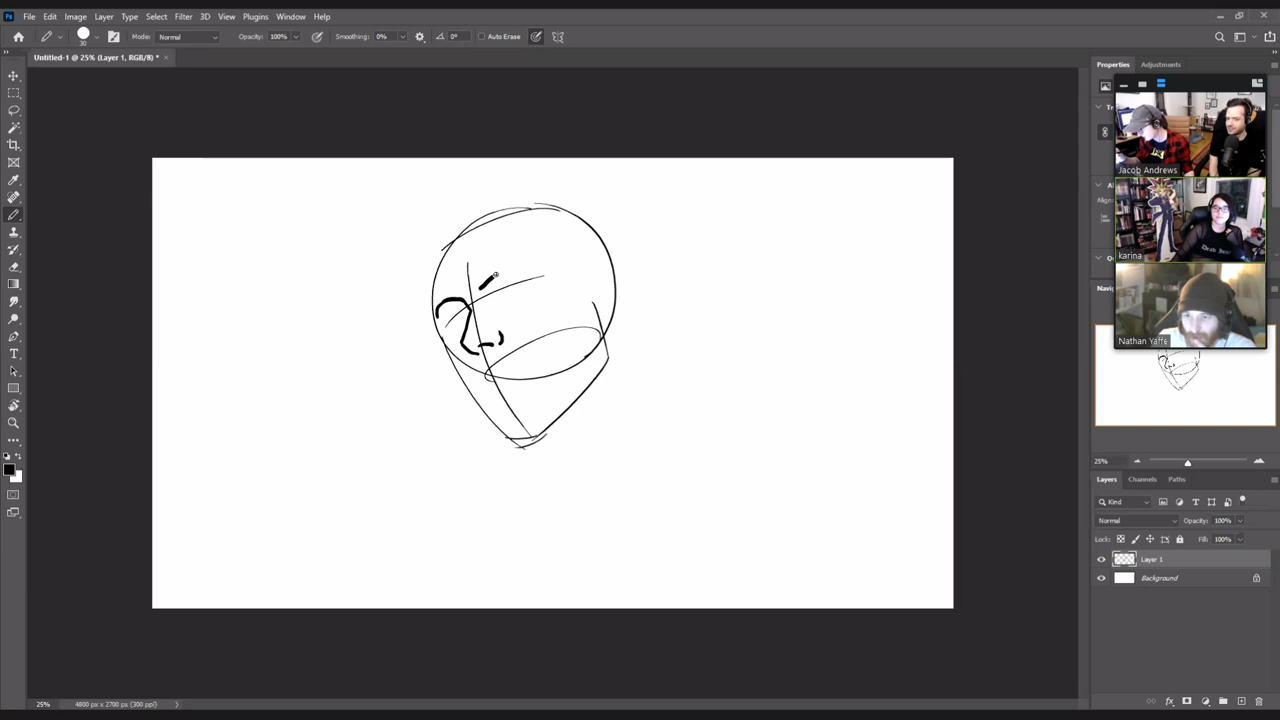 Ps File Edit Image Layer Type Select Filter 3D View Plugins Window Help
30 Mode: Normal Opacity: 100% Smoothing: 0% 0° Auto Erase
Untitled-1 @ 25% (Layer 1, RGB/8) * ×
Properties Adjustments
Jacob Andrews
karina
Nathan Yaffe
25%
Layers Channels Paths
Kind
Normal Opacity: 100%
Lock: Fill: 100%
Layer 1
Background
25% 4800 px x 2700 px (300 ppi)